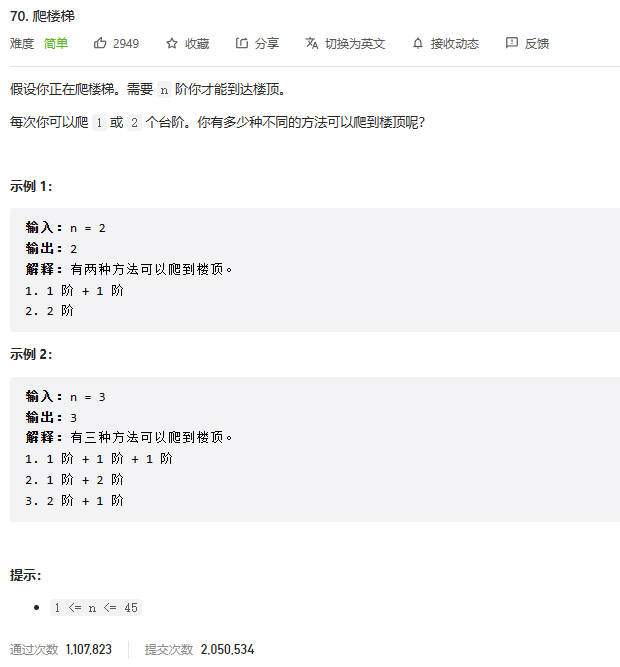 70. 爬楼梯
难度 简单 2949 收藏 分享 切换为英文 接收动态 反馈
假设你正在爬楼梯。需要 n 阶你才能到达楼顶。
每次你可以爬 1 或 2 个台阶。你有多少种不同的方法可以爬到楼顶呢?
示例 1:
输入: n = 2
输出: 2
解释: 有两种方法可以爬到楼顶。
1. 1 阶 + 1 阶
2. 2 阶
示例 2:
输入: n = 3
输出: 3
解释: 有三种方法可以爬到楼顶。
1. 1 阶 + 1 阶 + 1 阶
2. 1 阶 + 2 阶
3. 2 阶 + 1 阶
提示:
• 1 <= n <= 45
通过次数 1,107,823 提交次数 2,050,534